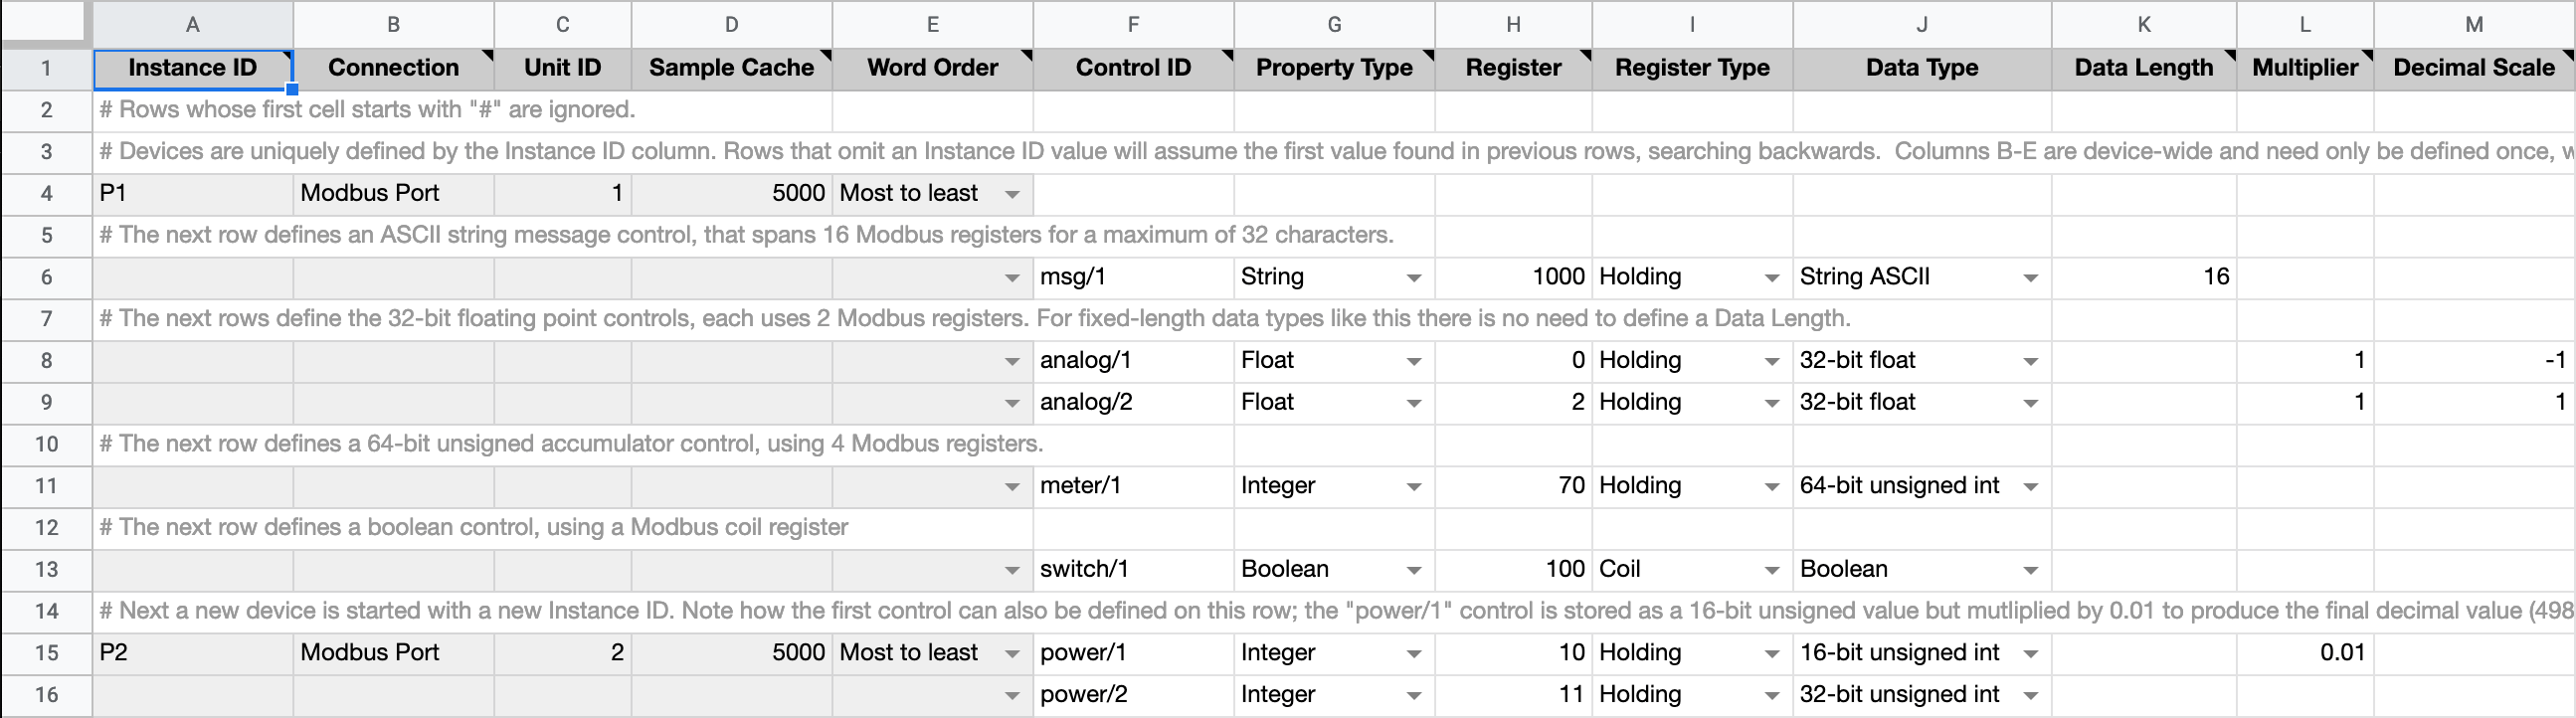 A B C D E F G H I J K L M
1 Instance ID Connection Unit ID Sample Cache Word Order Control ID Property Type Register Register Type Data Type Data Length Multiplier Decimal Scale
2 # Rows whose first cell starts with "#" are ignored.
3 # Devices are uniquely defined by the Instance ID column. Rows that omit an Instance ID value will assume the first value found in previous rows, searching backwards. Columns B-E are device-wide and need only be defined once, w
4 P1 Modbus Port 1 5000 Most to least
5 # The next row defines an ASCII string message control, that spans 16 Modbus registers for a maximum of 32 characters.
6 msg/1 String 1000 Holding String ASCII 16
7 # The next rows define the 32-bit floating point controls, each uses 2 Modbus registers. For fixed-length data types like this there is no need to define a Data Length.
8 analog/1 Float 0 Holding 32-bit float 1 -1
9 analog/2 Float 2 Holding 32-bit float 1 1
10 # The next row defines a 64-bit unsigned accumulator control, using 4 Modbus registers.
11 meter/1 Integer 70 Holding 64-bit unsigned int
12 # The next row defines a boolean control, using a Modbus coil register
13 switch/1 Boolean 100 Coil Boolean
14 # Next a new device is started with a new Instance ID. Note how the first control can also be defined on this row; the "power/1" control is stored as a 16-bit unsigned value but mutliplied by 0.01 to produce the final decimal value (498
15 P2 Modbus Port 2 5000 Most to least power/1 Integer 10 Holding 16-bit unsigned int 0.01
16 power/2 Integer 11 Holding 32-bit unsigned int